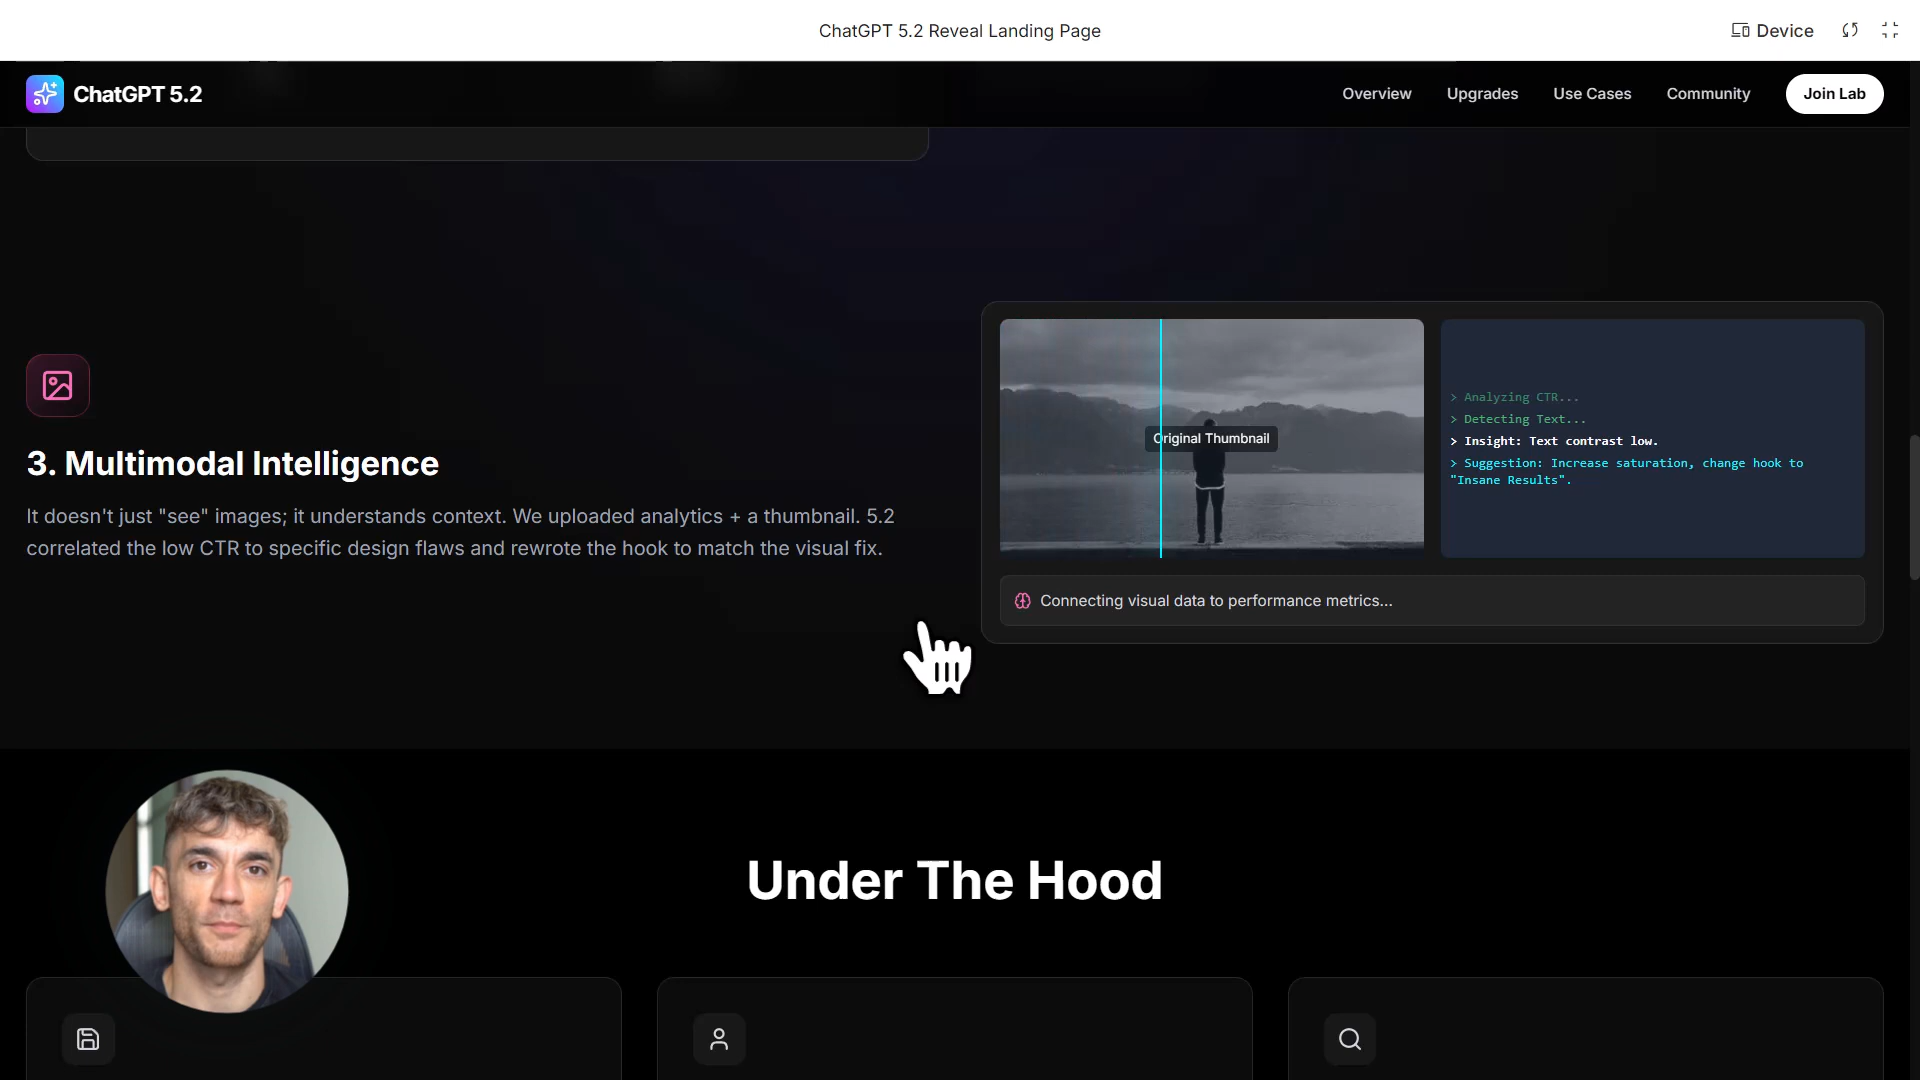 ChatGPT 5.2 Reveal Landing Page
Device
ChatGPT 5.2
Overview
Upgrades
Use Cases
Community
Join Lab
3. Multimodal Intelligence
It doesn't just "see" images; it understands context. We uploaded analytics + a thumbnail. 5.2
correlated the low CTR to specific design flaws and rewrote the hook to match the visual fix.
Original Thumbnail
> Analyzing CTR...
> Detecting Text...
> Insight: Text contrast low.
> Suggestion: Increase saturation, change hook to
"Insane Results".
Connecting visual data to performance metrics...
Under The Hood